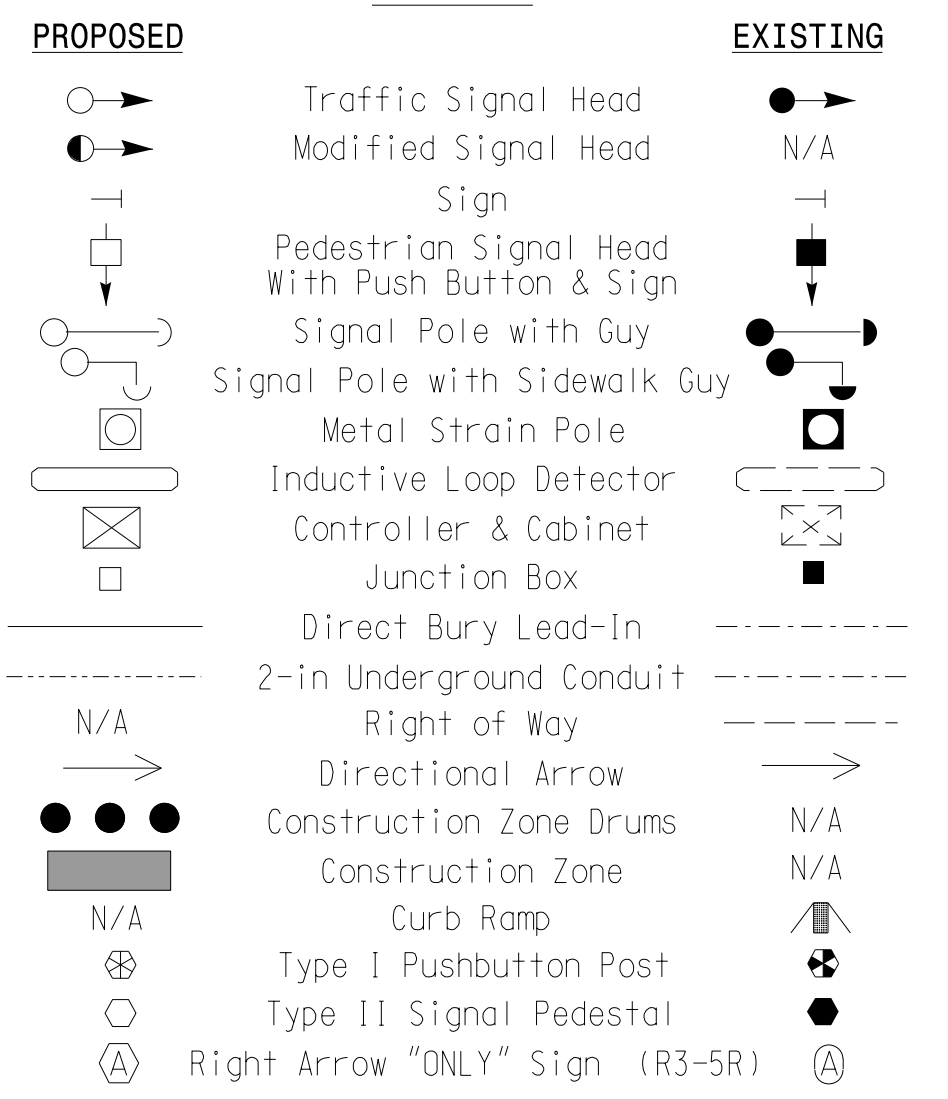 PROPOSED EXISTING
Traffic Signal Head
Modified Signal Head N/A
Sign
Pedestrian Signal Head
With Push Button & Sign
Signal Pole with Guy
Signal Pole with Sidewalk Guy
Metal Strain Pole
Inductive Loop Detector
Controller & Cabinet
Junction Box
Direct Bury Lead-In
2-in Underground Conduit
N/A Right of Way
Directional Arrow
Construction Zone Drums N/A
Construction Zone N/A
N/A Curb Ramp
Type I Pushbutton Post
Type II Signal Pedestal
A Right Arrow "ONLY" Sign (R3-5R) A